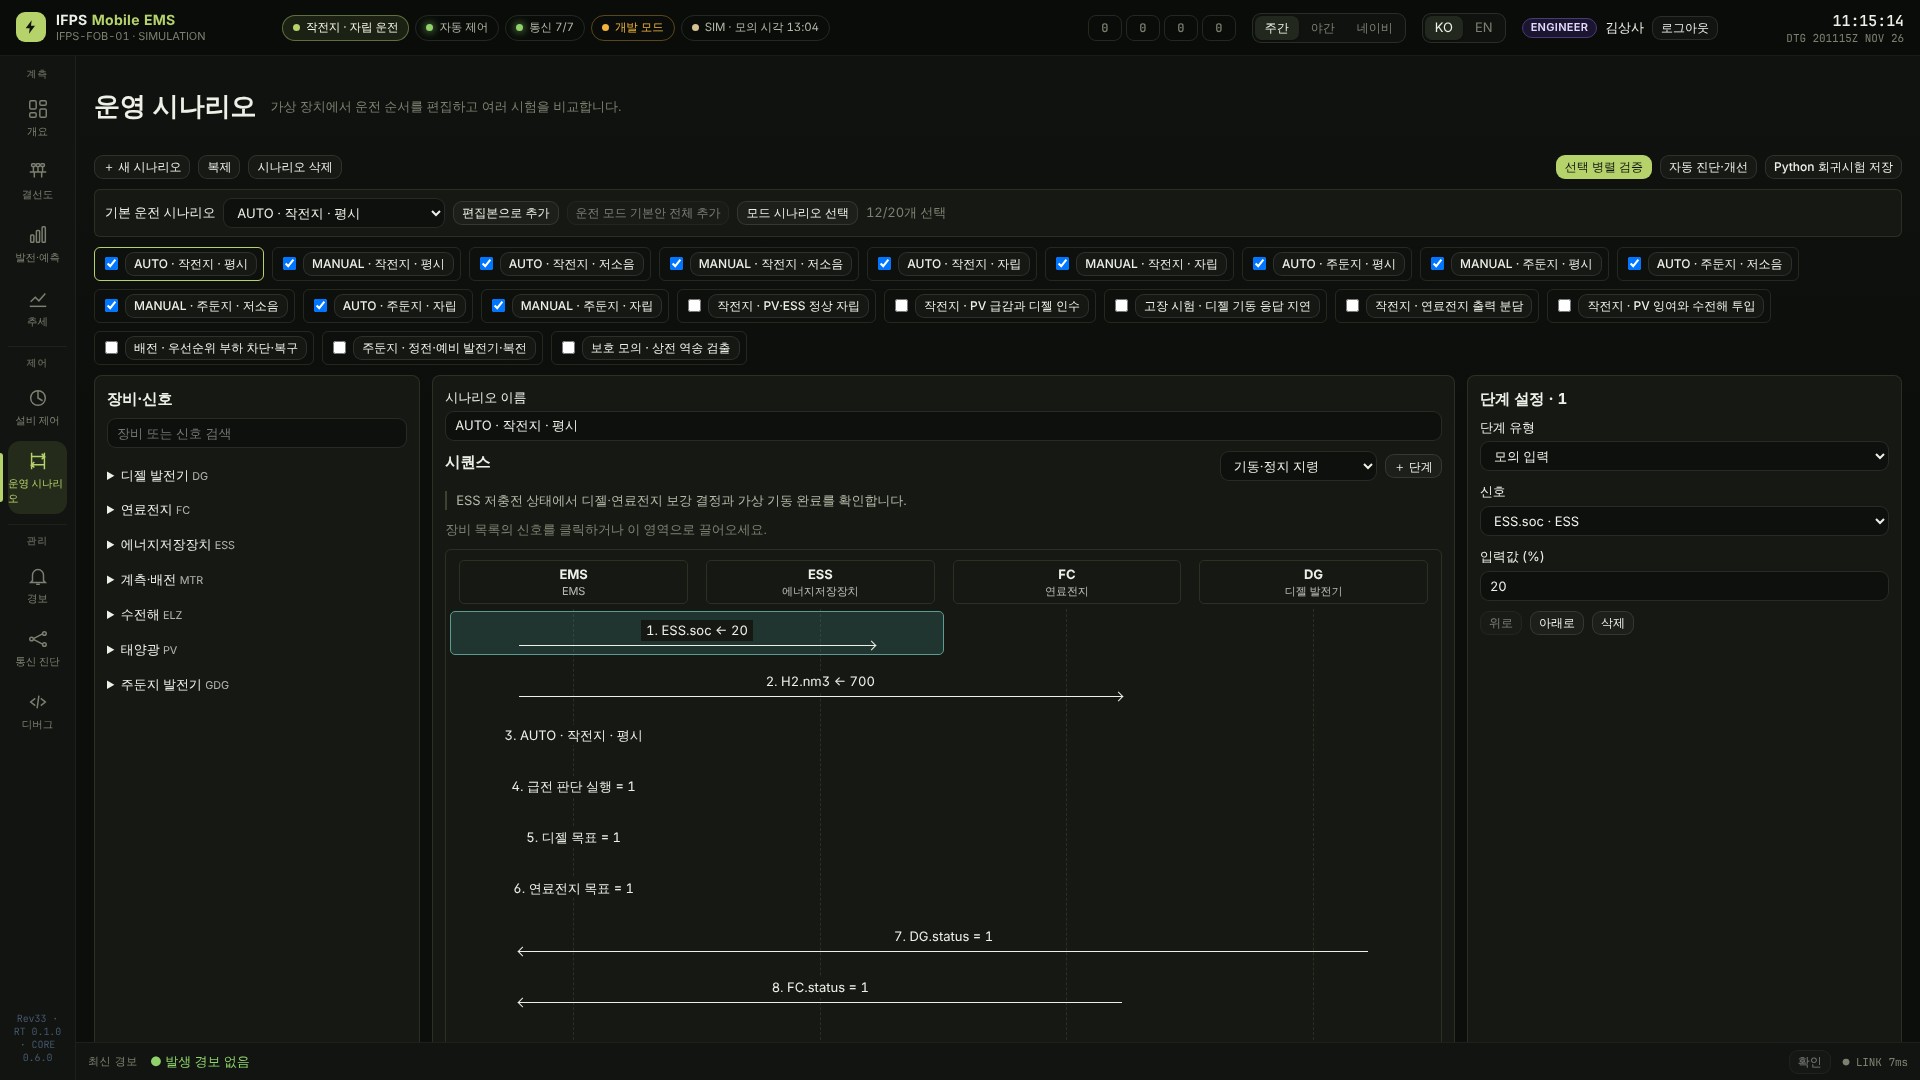 IFPS Mobile EMS
IFPS-FOB-01 · SIMULATION
작전지 · 자립 운전
자동 제어
통신 7/7
개발 모드
SIM · 모의 시각 13:04
0 0 0 0
주간 야간 네이비
KO EN
ENGINEER 김상사 로그아웃
11:15:14
DTG 201115Z NOV 26
계측
개요
결선도
발전·예측
추세
제어
설비 제어
운영 시나리
오
관리
경보
통신 진단
디버그
Rev33 ·
RT 0.1.0
· CORE
0.6.0
운영 시나리오 가상 장치에서 운전 순서를 편집하고 여러 시험을 비교합니다.
+ 새 시나리오 복제 시나리오 삭제
선택 병렬 검증 자동 진단·개선 Python 회귀시험 저장
기본 운전 시나리오 AUTO · 작전지 · 평시 편집본으로 추가 운전 모드 기본안 전체 추가 모드 시나리오 선택 12/20개 선택
AUTO · 작전지 · 평시 MANUAL · 작전지 · 평시 AUTO · 작전지 · 저소음 MANUAL · 작전지 · 저소음 AUTO · 작전지 · 자립 MANUAL · 작전지 · 자립 AUTO · 주둔지 · 평시 MANUAL · 주둔지 · 평시 AUTO · 주둔지 · 저소음
MANUAL · 주둔지 · 저소음 AUTO · 주둔지 · 자립 MANUAL · 주둔지 · 자립 작전지 · PV·ESS 정상 자립 작전지 · PV 급감과 디젤 인수 고장 시험 · 디젤 기동 응답 지연 작전지 · 연료전지 출력 분담 작전지 · PV 잉여와 수전해 투입
배전 · 우선순위 부하 차단·복구 주둔지 · 정전·예비 발전기·복전 보호 모의 · 상전 역송 검출
장비·신호
장비 또는 신호 검색
▶ 디젤 발전기 DG
▶ 연료전지 FC
▶ 에너지저장장치 ESS
▶ 계측·배전 MTR
▶ 수전해 ELZ
▶ 태양광 PV
▶ 주둔지 발전기 GDG
시나리오 이름
AUTO · 작전지 · 평시
시퀀스 기동·정지 지령 + 단계
ESS 저충전 상태에서 디젤·연료전지 보강 결정과 가상 기동 완료를 확인합니다.
장비 목록의 신호를 클릭하거나 이 영역으로 끌어오세요.
EMS ESS FC DG
EMS 에너지저장장치 연료전지 디젤 발전기
1. ESS.soc ← 20
2. H2.nm3 ← 700
3. AUTO · 작전지 · 평시
4. 급전 판단 실행 = 1
5. 디젤 목표 = 1
6. 연료전지 목표 = 1
7. DG.status = 1
8. FC.status = 1
단계 설정 · 1
단계 유형
모의 입력
신호
ESS.soc · ESS
입력값 (%)
20
위로 아래로 삭제
최신 경보 발생 경보 없음
확인 LINK 7ms